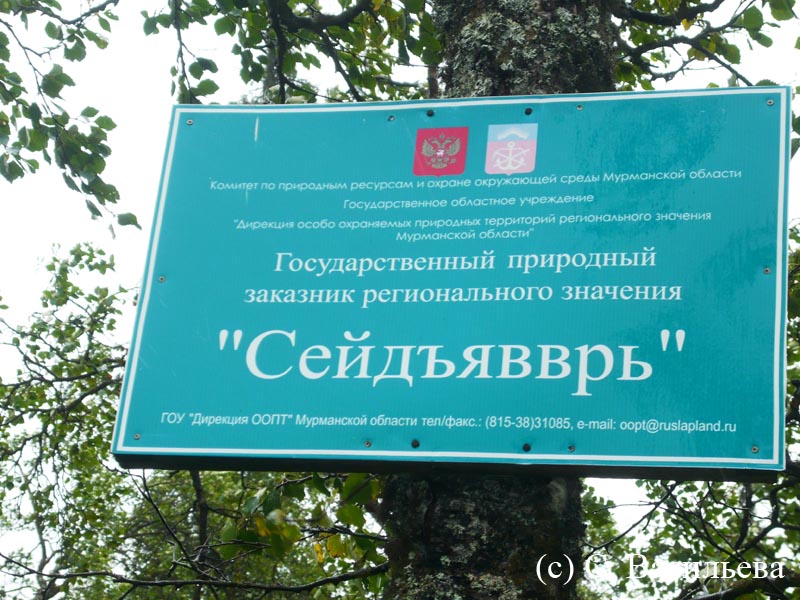 Комитет по природным ресурсам и охране окружающей среды Мурманской области
Государственное областное учреждение
"Дирекция особо охраняемых природных территорий регионального значения
Мурманской области"
Государственный природный
заказник регионального значения
"Сейдъявврь"
ГОУ "Дирекция ООПТ" Мурманской области тел/факс.: (815-38)31085, e-mail: oopt@ruslapland.ru
(c) С. Васильева